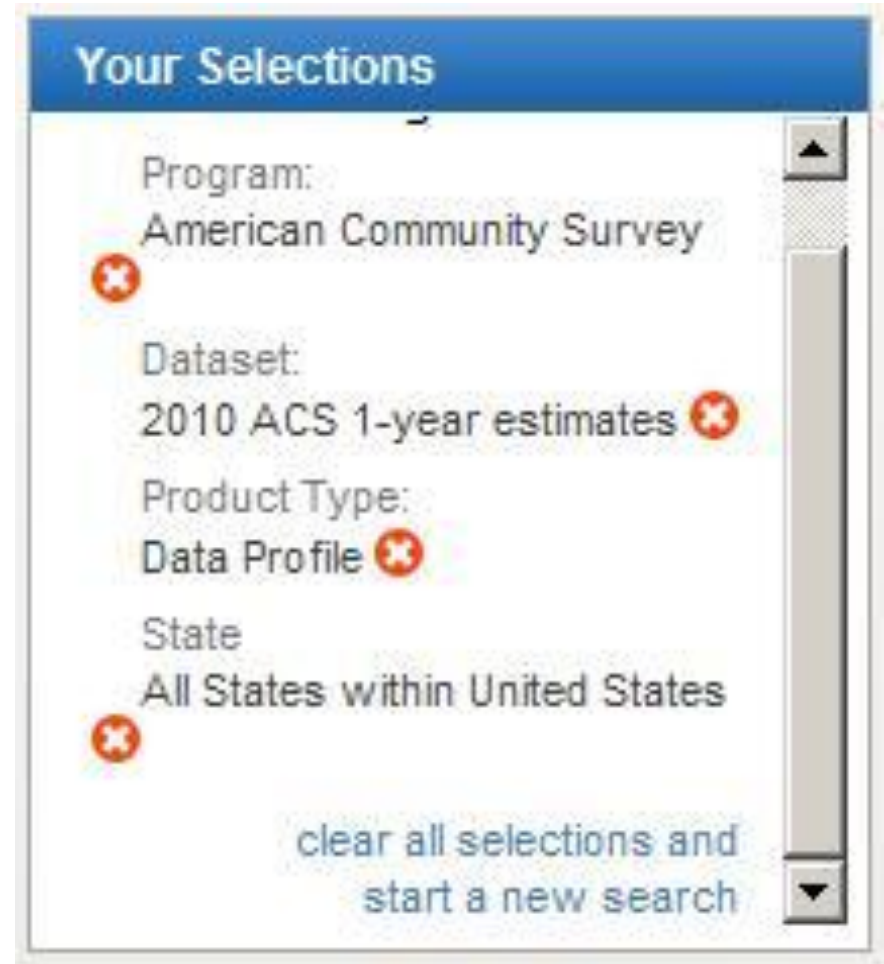 Your Selections
Program:
American Community Survey
Dataset:
2010 ACS 1-year estimates
Product Type:
Data Profile
State
All States within United States
clear all selections and
start a new search